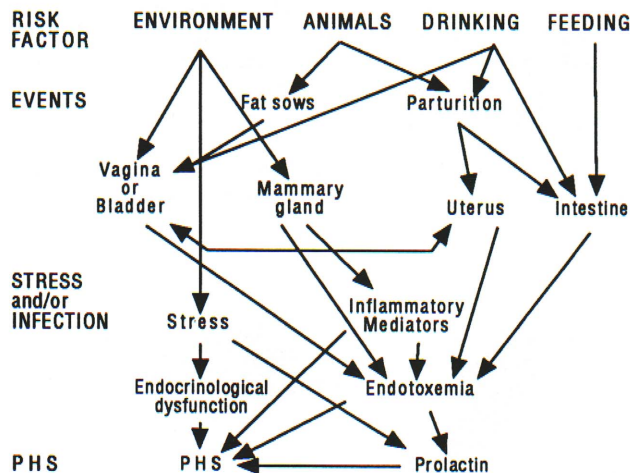 RISK FACTOR
ENVIRONMENT ANIMALS DRINKING FEEDING
EVENTS
Fat sows Parturition
Vagina
or
Bladder
Mammary
gland
Uterus Intestine
STRESS
and/or
INFECTION
Stress
Inflammatory
Mediators
Endocrinological
dysfunction
Endotoxemia
PHS PHS Prolactin